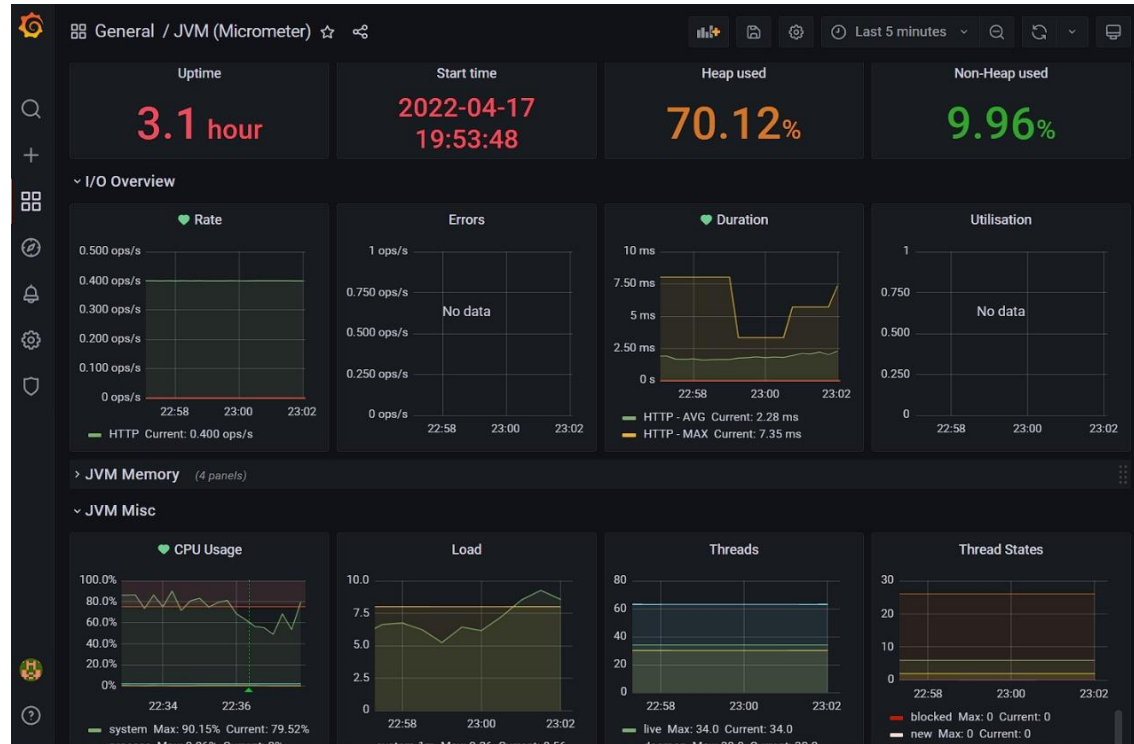 General / JVM (Micrometer)
Last 5 minutes
Uptime
3.1 hour
Start time
2022-04-17
19:53:48
Heap used
70.12%
Non-Heap used
9.96%
I/O Overview
Rate
0.500 ops/s
0.400 ops/s
0.300 ops/s
0.200 ops/s
0.100 ops/s
0 ops/s
22:58 23:00 23:02
HTTP Current: 0.400 ops/s
Errors
1 ops/s
0.750 ops/s
0.500 ops/s
0.250 ops/s
0 ops/s
No data
22:58 23:00 23:02
Duration
10 ms
7.50 ms
5 ms
2.50 ms
0 s
22:58 23:00 23:02
HTTP - AVG Current: 2.28 ms
HTTP - MAX Current: 7.35 ms
Utilisation
1
0.750
0.500
0.250
0
No data
22:58 23:00 23:02
JVM Memory (4 panels)
JVM Misc
CPU Usage
100.0%
80.0%
60.0%
40.0%
20.0%
0%
22:34 22:36
system Max: 90.15% Current: 79.52%
Load
10.0
7.5
5.0
2.5
0
22:58 23:00 23:02
Threads
80
60
40
20
0
22:58 23:00 23:02
live Max: 34.0 Current: 34.0
Thread States
30
20
10
0
22:58 23:00 23:02
blocked Max: 0 Current: 0
new Max: 0 Current: 0